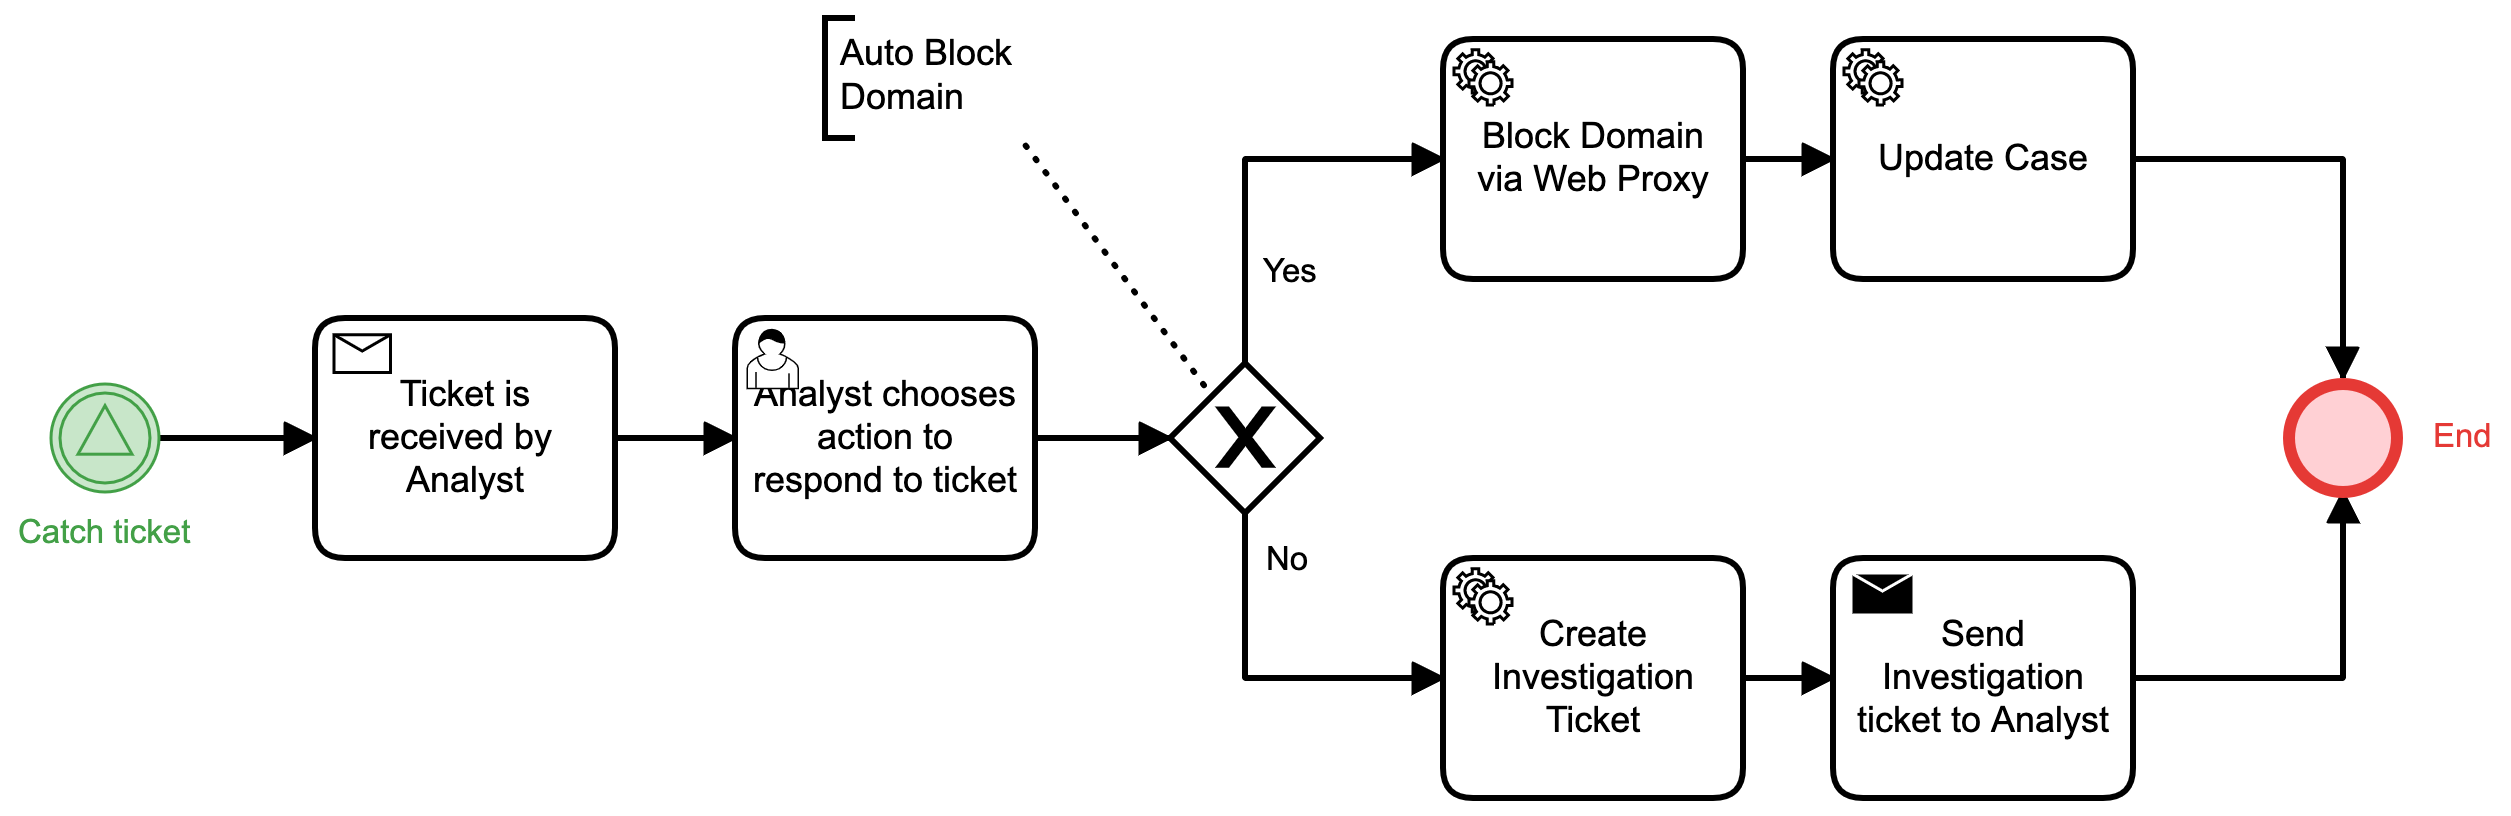 Auto Block
Domain
Catch ticket
Ticket is
received by
Analyst
Analyst chooses
action to
respond to ticket
X
Yes
No
Block Domain
via Web Proxy
Update Case
Create
Investigation
Ticket
Send
Investigation
ticket to Analyst
End